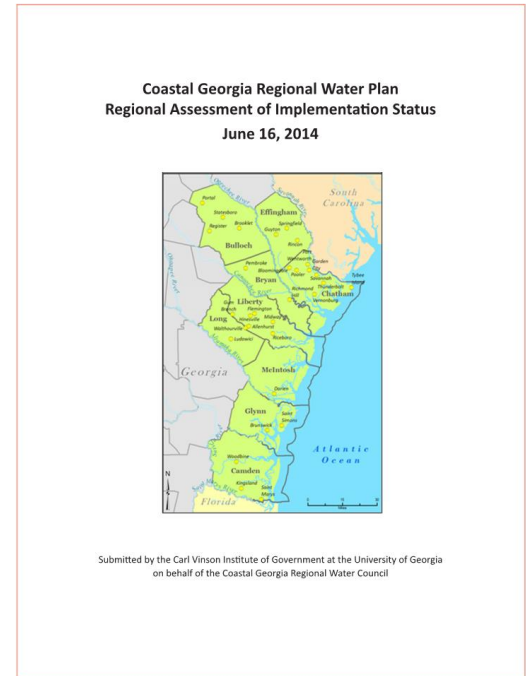 Coastal Georgia Regional Water Plan
Regional Assessment of Implementation Status
June 16, 2014
South
Carolina
Portal
Statesboro
Register
Brooklet
Bulloch
Effingham
Springfield
Guyton
Rincon
Port
Wentworth
Garden
Bloomingdale
Pooler
Savannah
Tybee
Island
Thunderbolt
Chatham
Vernonburg
Pembroke
Bryan
Richmond
Hill
Liberty
Flemington
Hinesville
Midway
Allenhurst
Walthourville
Riceboro
Long
Ludowici
Georgia
McIntosh
Darien
Glynn
Saint
Simons
Brunswick
Atlantic
Ocean
Woodbine
Camden
Kingsland
Saint
Marys
Florida
N
Submitted by the Carl Vinson Institute of Government at the University of Georgia
on behalf of the Coastal Georgia Regional Water Council